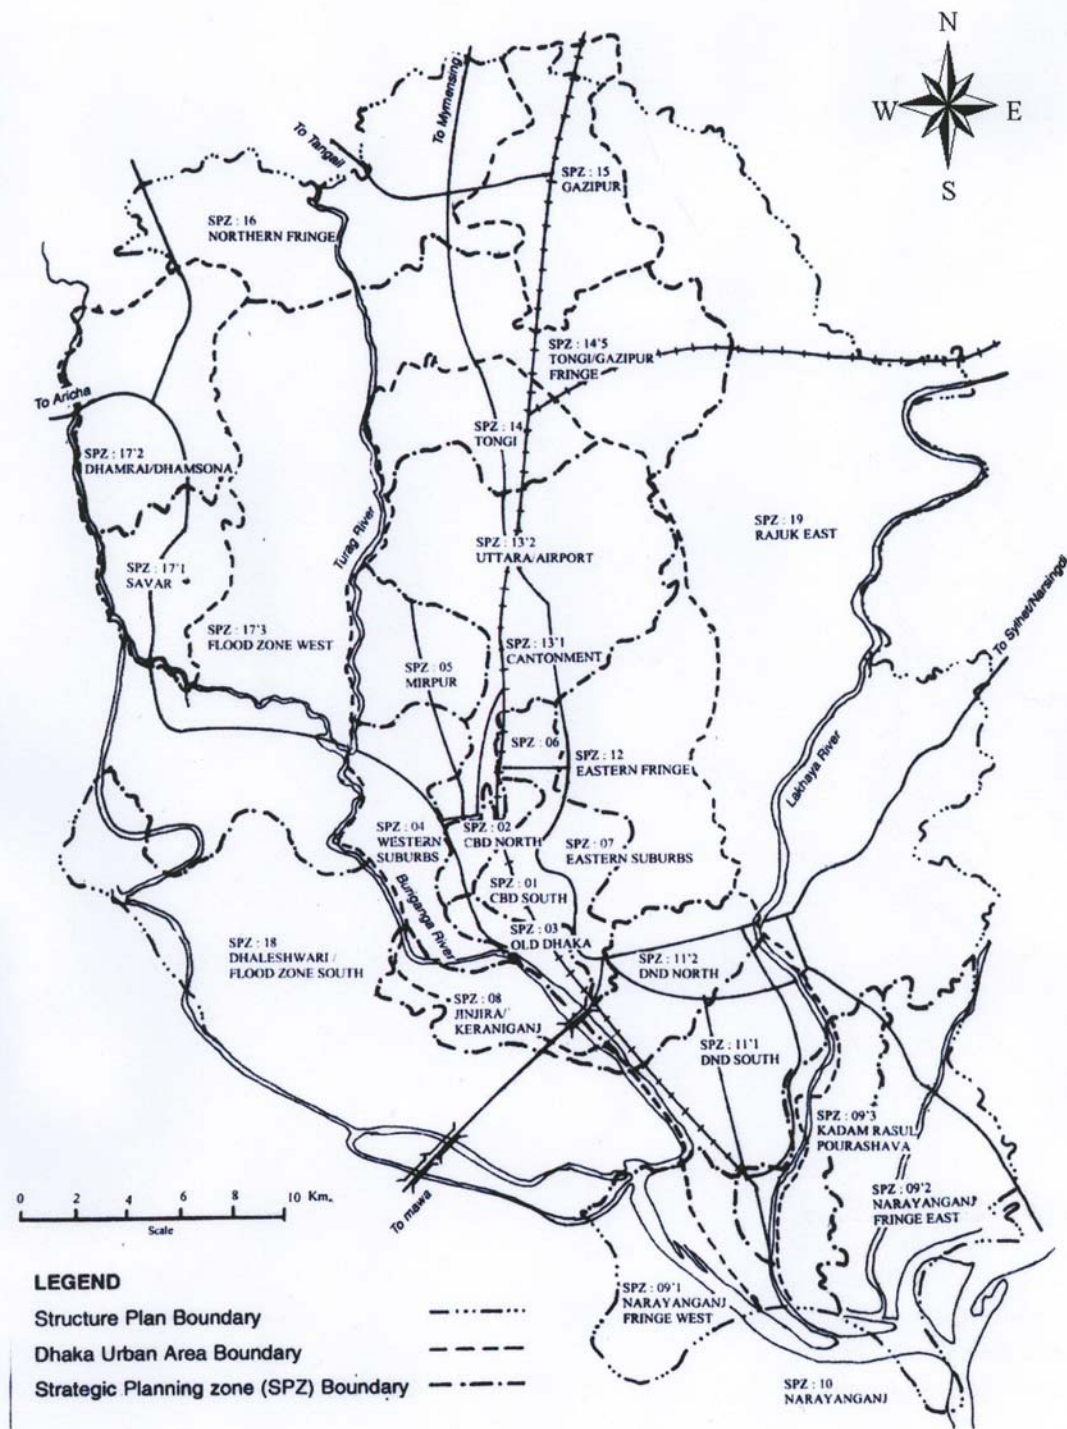 N
W E
S
To Mymensing
To Tangail
SPZ : 15
GAZIPUR
SPZ : 16
NORTHERN FRINGE
SPZ : 14'5
TONGI/GAZIPUR
FRINGE
To Aricha
SPZ : 14
TONGI
SPZ : 17'2
DHAMRAI/DHAMSONA
Turag River
SPZ : 19
RAJUK EAST
SPZ : 13'2
UTTARA/AIRPORT
SPZ : 17'1
SAVAR
To Sylhet/Narsingdi
SPZ : 17'3
FLOOD ZONE WEST
SPZ : 13'1
CANTONMENT
SPZ : 05
MIRPUR
SPZ : 06
SPZ : 12
EASTERN FRINGE
Lakhaya River
SPZ : 04
WESTERN
SUBURBS
SPZ : 02
CBD NORTH
SPZ : 07
EASTERN SUBURBS
SPZ : 01
CBD SOUTH
Buriganga River
SPZ : 03
OLD DHAKA
SPZ : 18
DHALESHWARI /
FLOOD ZONE SOUTH
SPZ : 11'2
DND NORTH
SPZ : 08
JINJIRA/
KERANIGANJ
SPZ : 11'1
DND SOUTH
SPZ : 09'3
KADAM RASUL
POURASHAVA
SPZ : 09'2
NARAYANGANJ
FRINGE EAST
0 2 4 6 8 10 Km.
Scale
To mawa
SPZ : 09'1
NARAYANGANJ
FRINGE WEST
SPZ : 10
NARAYANGANJ
LEGEND
Structure Plan Boundary
Dhaka Urban Area Boundary
Strategic Planning zone (SPZ) Boundary